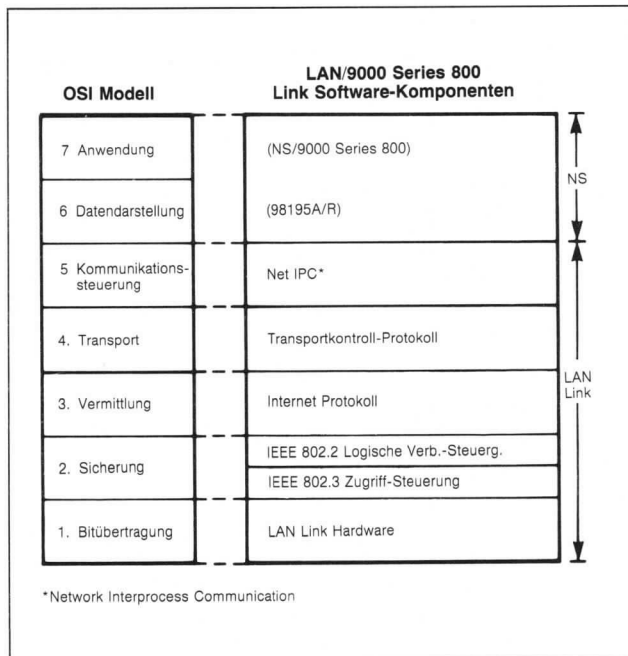 OSI Modell
LAN/9000 Series 800
Link Software-Komponenten
7 Anwendung
(NS/9000 Series 800)
NS
6 Datendarstellung
(98195A/R)
5 Kommunikations-
steuerung
Net IPC*
4. Transport
Transportkontroll-Protokoll
LAN
Link
3. Vermittlung
Internet Protokoll
2. Sicherung
IEEE 802.2 Logische Verb.-Steuerg.
IEEE 802.3 Zugriff-Steuerung
1. Bitübertragung
LAN Link Hardware
*Network Interprocess Communication